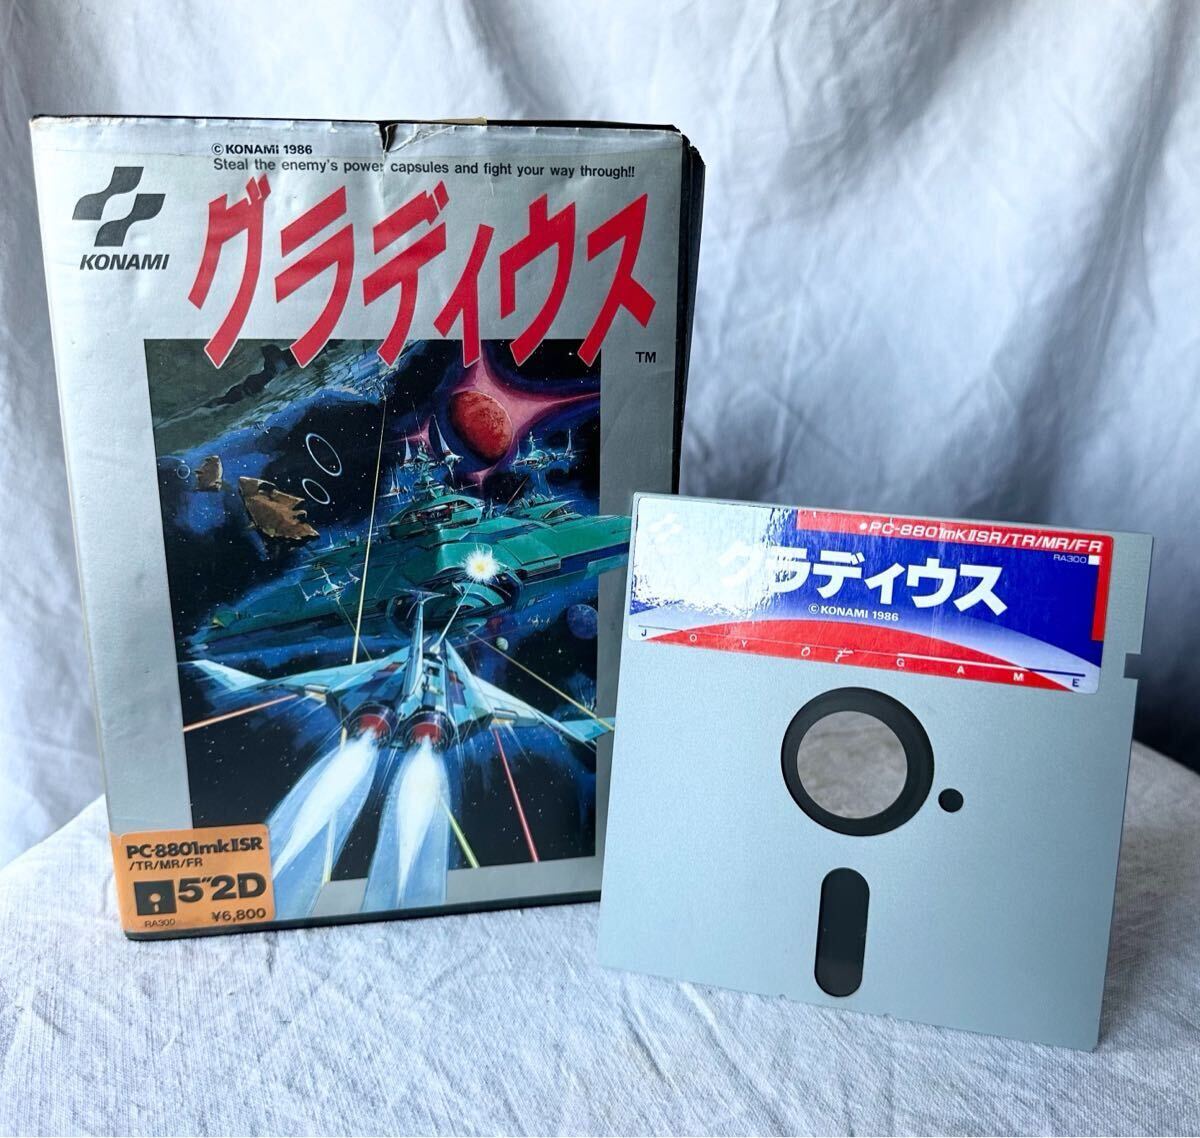 © KONAMI 1986
Steal the enemy's power capsules and fight your way through!!
KONAMI
グラディウス
TM
PC-8801mkIISR
/TR/MR/FR
5"2D
¥6,800
RA300
●PC-8801mKIISR/TR/MR/FR
RA300
グラディウス
© KONAMI 1986
JOY OF GAME